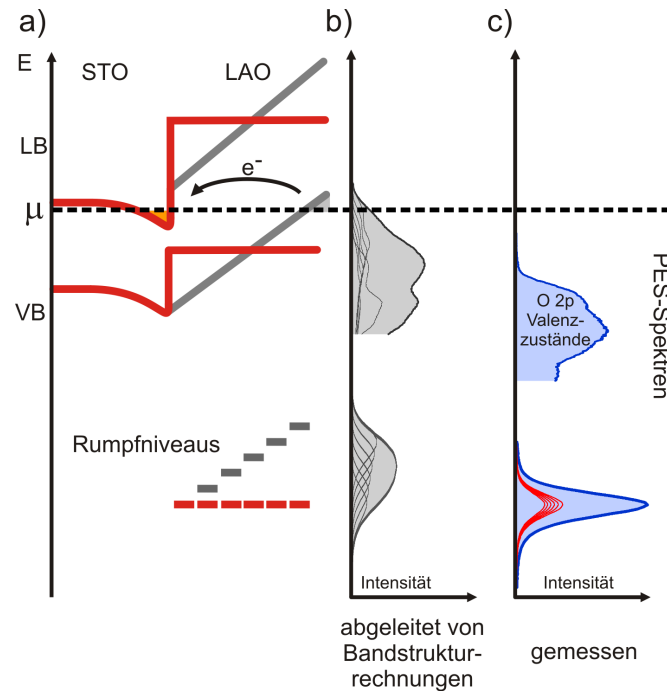 a)
b)
c)
E
STO
LAO
LB
e-
μ
VB
Rumpfniveaus
O 2p
Valenz-
zustände
PES-Spektren
Intensität
Intensität
abgeleitet von
Bandstruktur-
rechnungen
gemessen